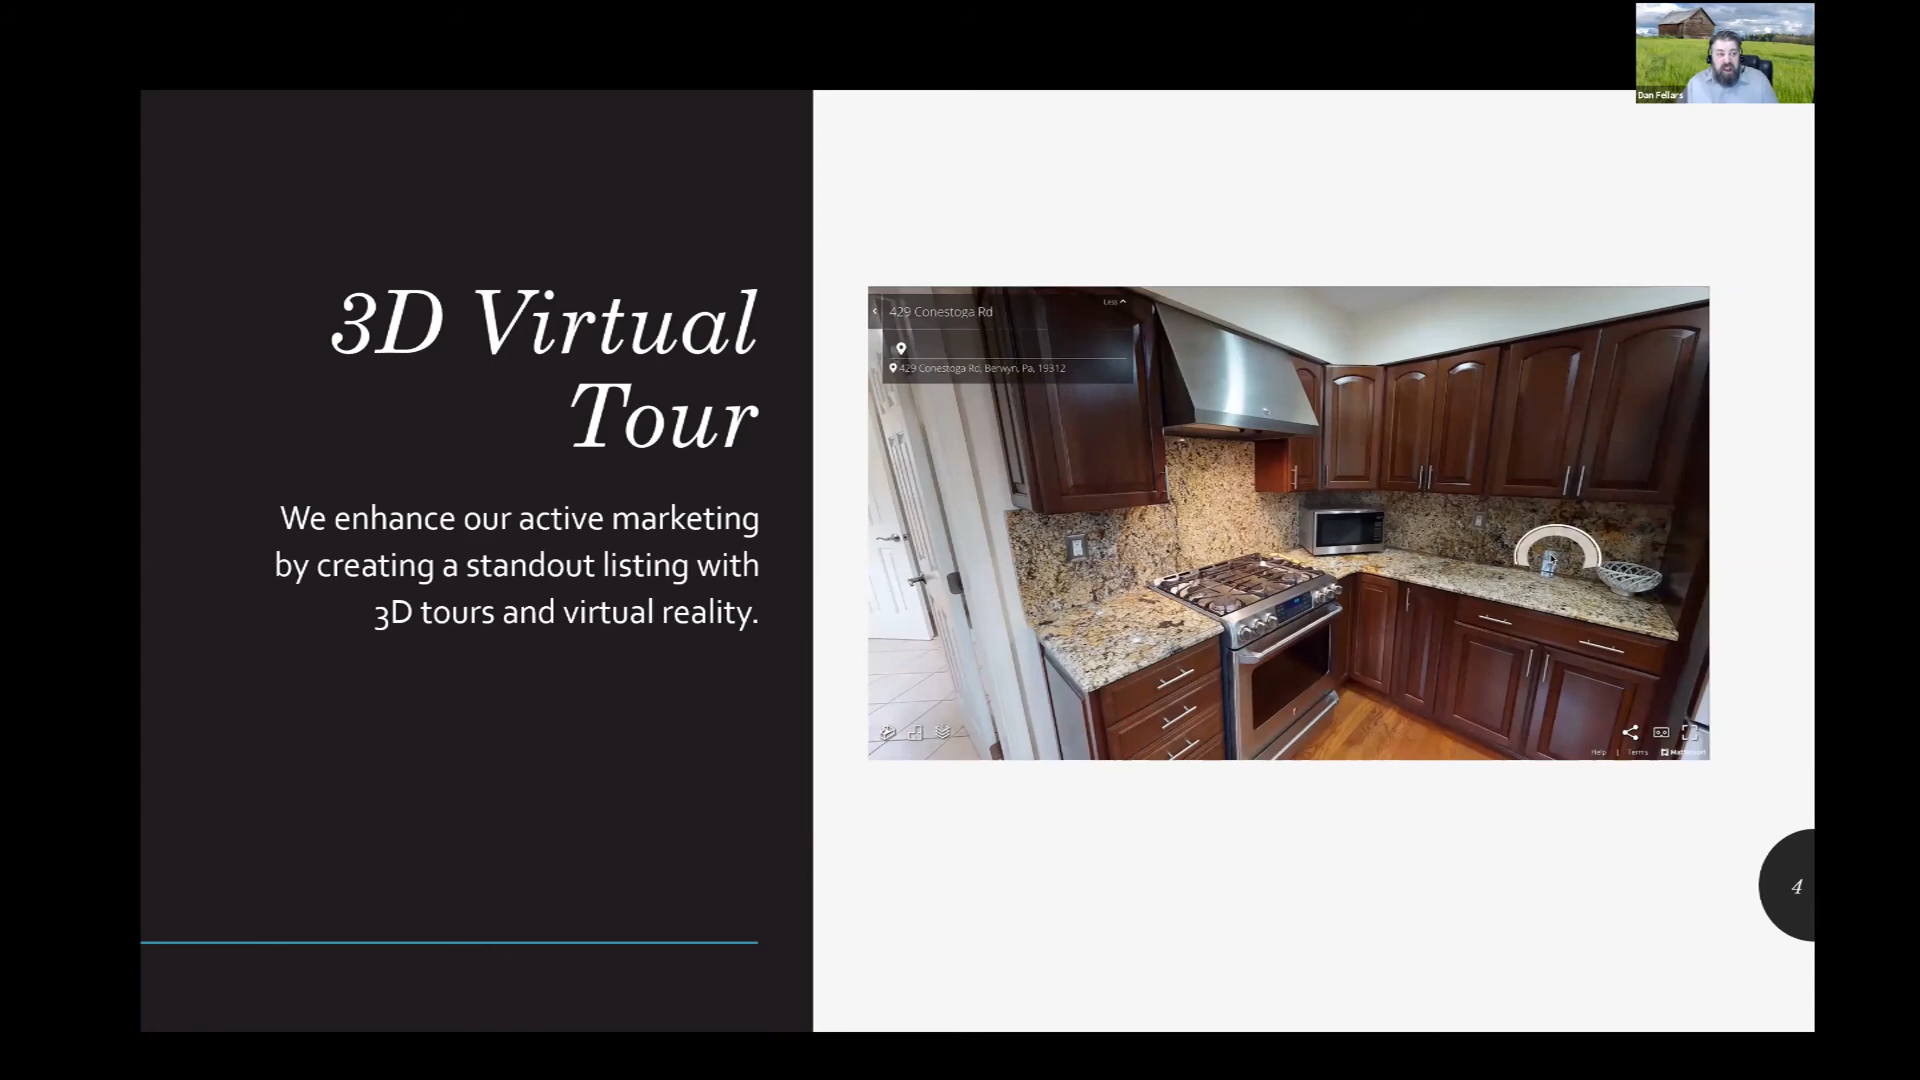 Dan Fellars
3D Virtual
Tour
We enhance our active marketing
by creating a standout listing with
3D tours and virtual reality.
Less
429 Conestoga Rd
429 Conestoga Rd, Berwyn, Pa, 19312
Help | Terms
4